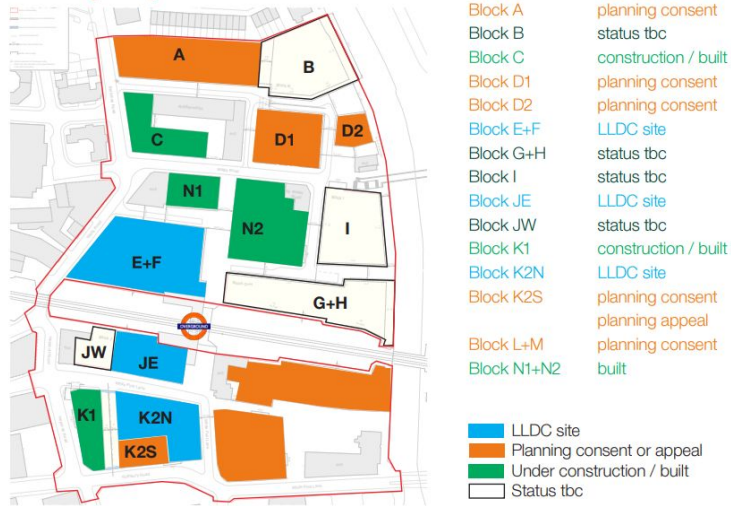 A
B
C
D1
D2
N1
N2
I
E+F
G+H
OVERGROUND
JW
JE
K1
K2N
K2S
Block A planning consent
Block B status tbc
Block C construction / built
Block D1 planning consent
Block D2 planning consent
Block E+F LLDC site
Block G+H status tbc
Block I status tbc
Block JE LLDC site
Block JW status tbc
Block K1 construction / built
Block K2N LLDC site
Block K2S planning consent
planning appeal
Block L+M planning consent
Block N1+N2 built
LLDC site
Planning consent or appeal
Under construction / built
Status tbc